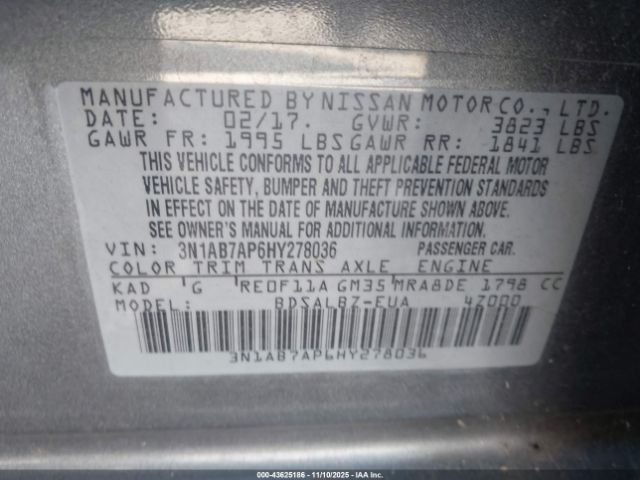 MANUFACTURED BY NISSAN MOTOR CO., LTD.
DATE: 02/17. GVWR: 3823 LBS
GAWR FR: 1995 LBS GAWR RR: 1841 LBS
THIS VEHICLE CONFORMS TO ALL APPLICABLE FEDERAL MOTOR
VEHICLE SAFETY, BUMPER AND THEFT PREVENTION STANDARDS
IN EFFECT ON THE DATE OF MANUFACTURE SHOWN ABOVE.
SEE OWNER'S MANUAL FOR ADDITIONAL INFORMATION.
VIN: 3N1AB7AP6HY278036 PASSENGER CAR.
COLOR TRIM TRANS AXLE ENGINE
KAD G RE0F11A GM35 MRA8DE 1798 CC
MODEL: BDSALBZ-EUA 4Z000
3N1AB7AP6HY278036
000-43625186 - 11/10/2025 - IAA Inc.